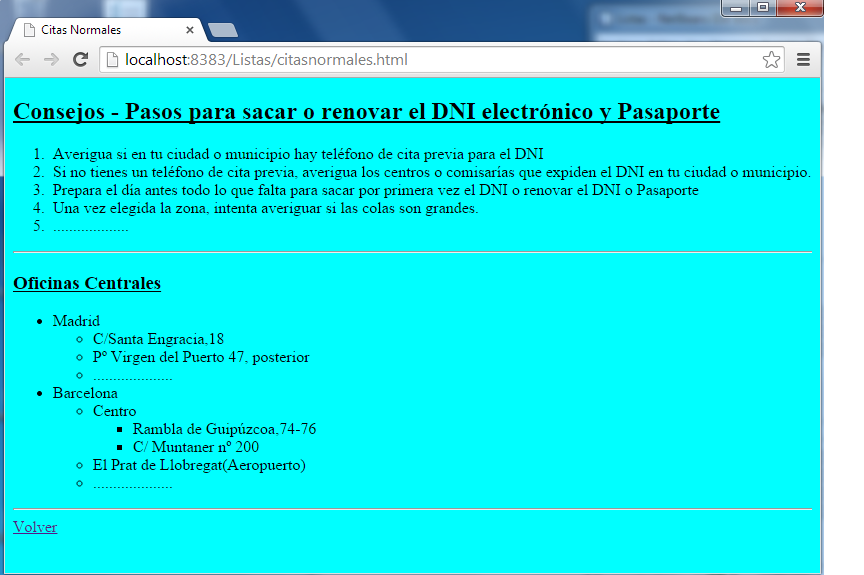 Citas Normales
localhost:8383/Listas/citasnormales.html
Consejos - Pasos para sacar o renovar el DNI electrónico y Pasaporte
1. Averigua si en tu ciudad o municipio hay teléfono de cita previa para el DNI
2. Si no tienes un teléfono de cita previa, averigua los centros o comisarías que expiden el DNI en tu ciudad o municipio.
3. Prepara el día antes todo lo que falta para sacar por primera vez el DNI o renovar el DNI o Pasaporte
4. Una vez elegida la zona, intenta averiguar si las colas son grandes.
5. ...................
Oficinas Centrales
Madrid
C/Santa Engracia,18
Pº Virgen del Puerto 47, posterior
....................
Barcelona
Centro
Rambla de Guipúzcoa,74-76
C/ Muntaner nº 200
El Prat de Llobregat(Aeropuerto)
....................
Volver